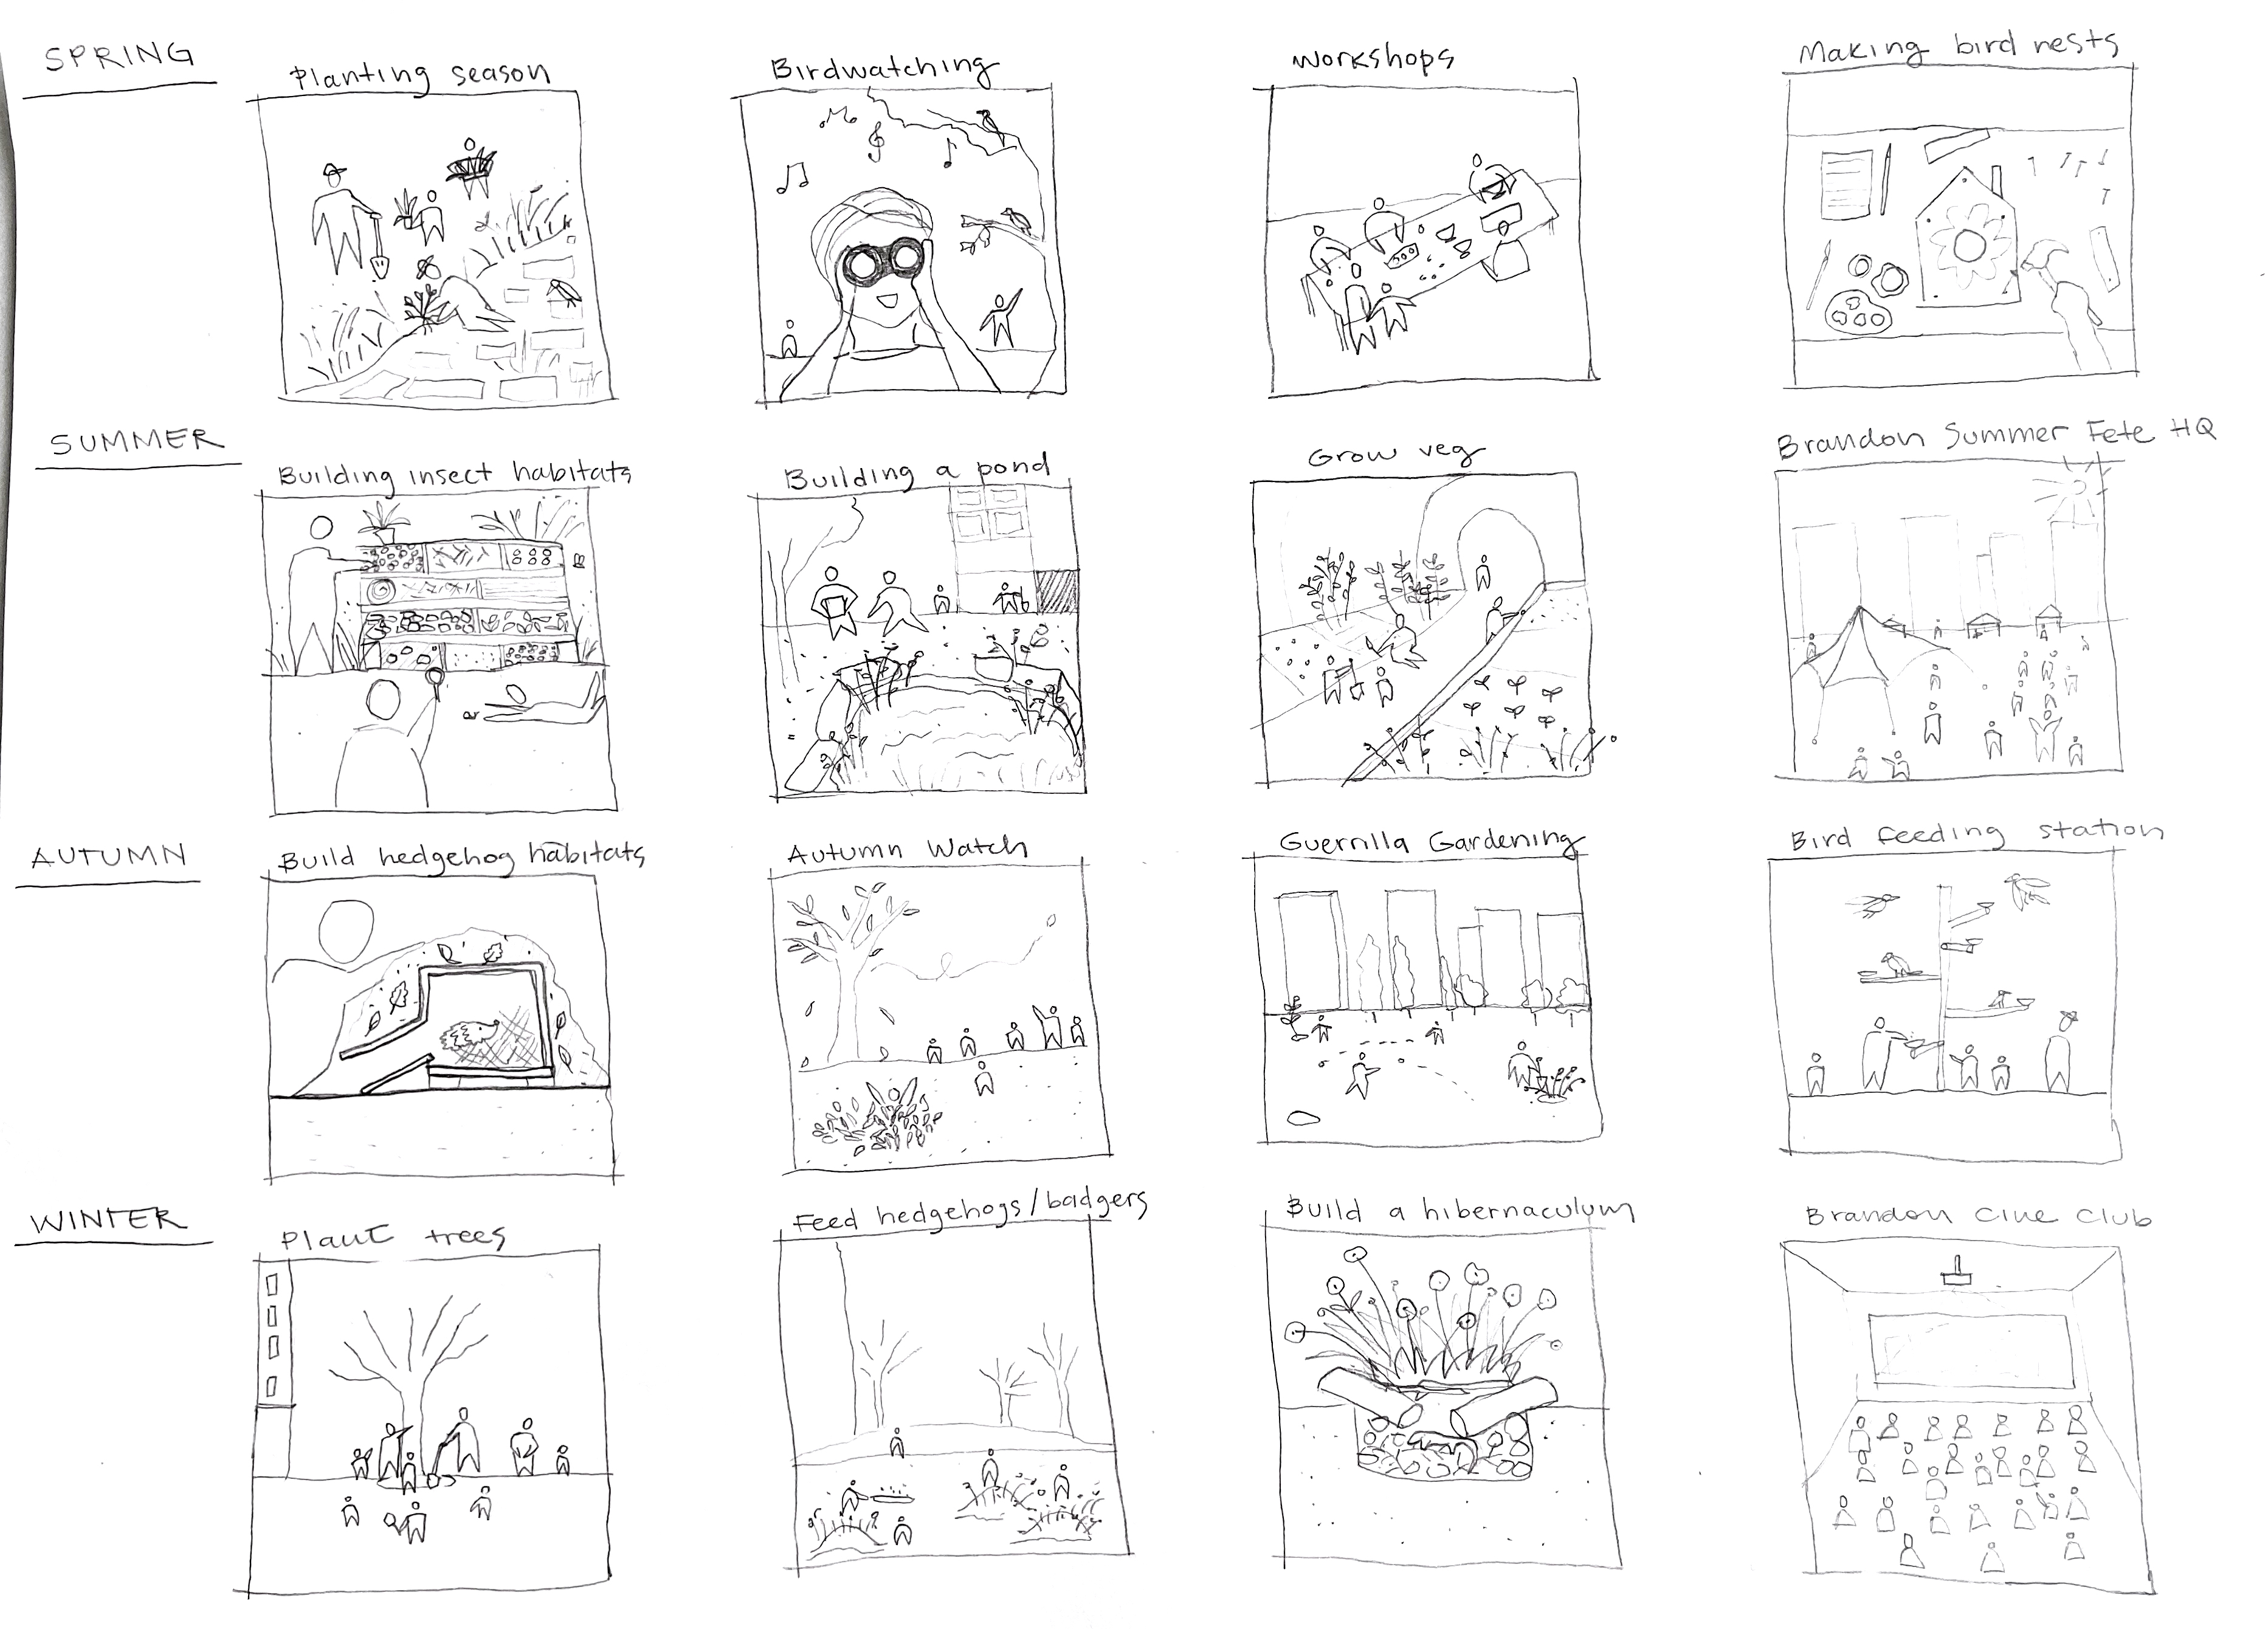 SPRING
Planting season
Birdwatching
Workshops
Making bird nests
SUMMER
Building insect habitats
Building a pond
Grow veg
Brandon Summer Fete HQ
AUTUMN
Build hedgehog habitats
Autumn Watch
Guerrilla Gardening
Bird feeding station
WINTER
Plant trees
Feed hedgehogs/badgers
Build a hibernaculum
Brandon Cine Club